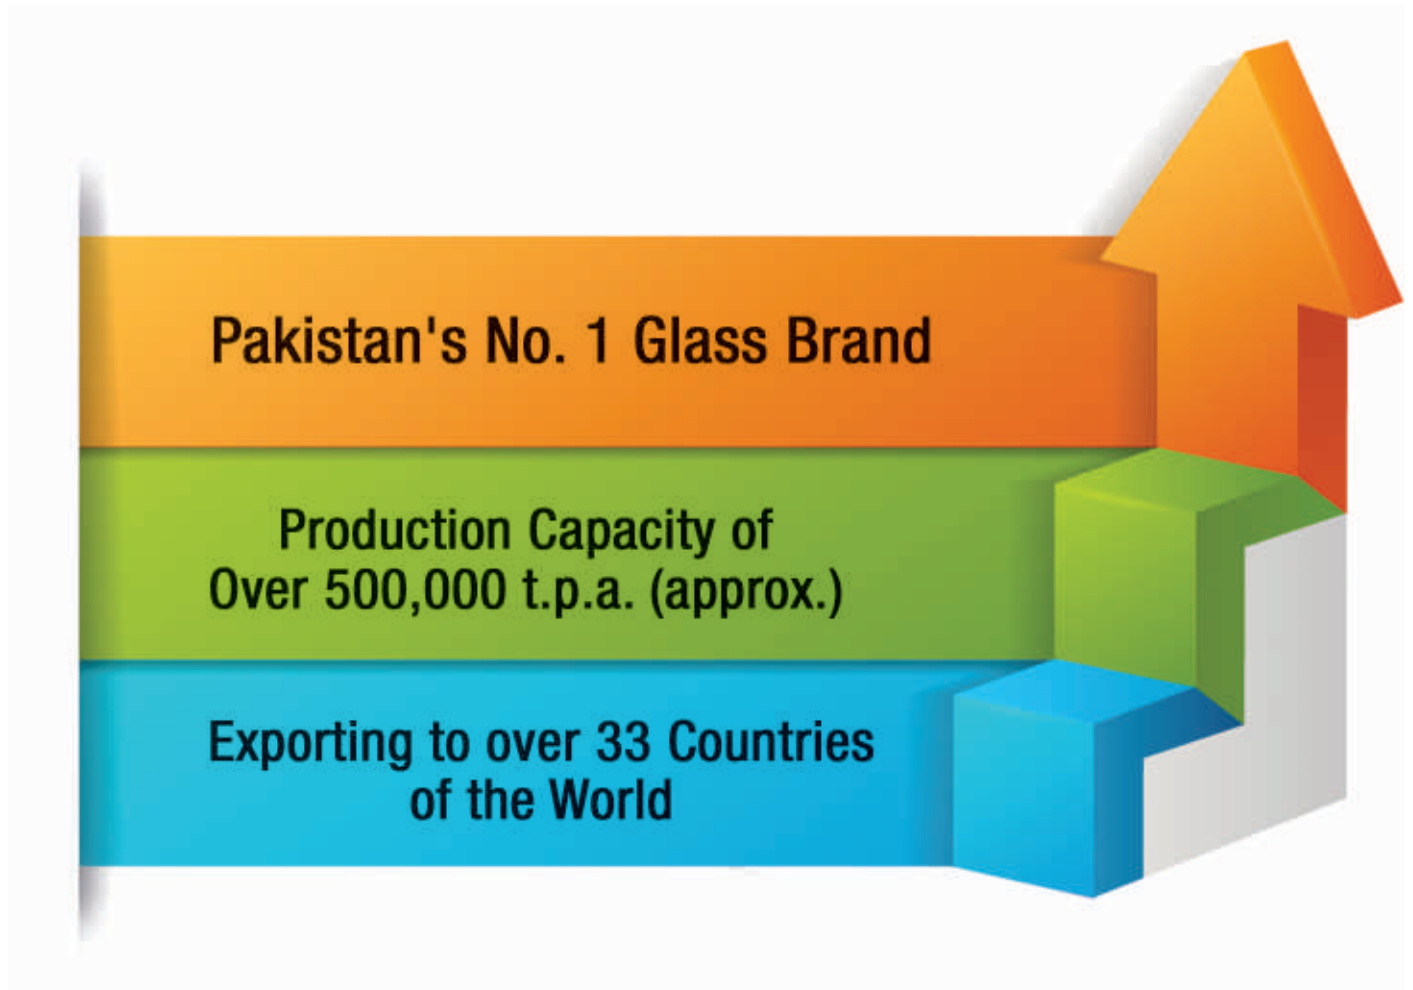 Pakistan's No. 1 Glass Brand
Production Capacity of
Over 500,000 t.p.a. (approx.)
Exporting to over 33 Countries
of the World